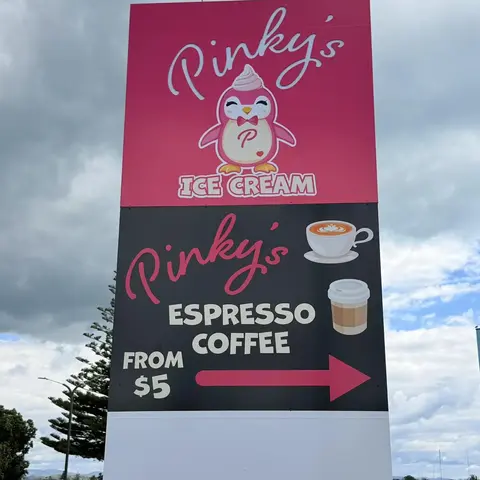 Pinky's
P
ICE CREAM
Pinky's
ESPRESSO
COFFEE
FROM
$5